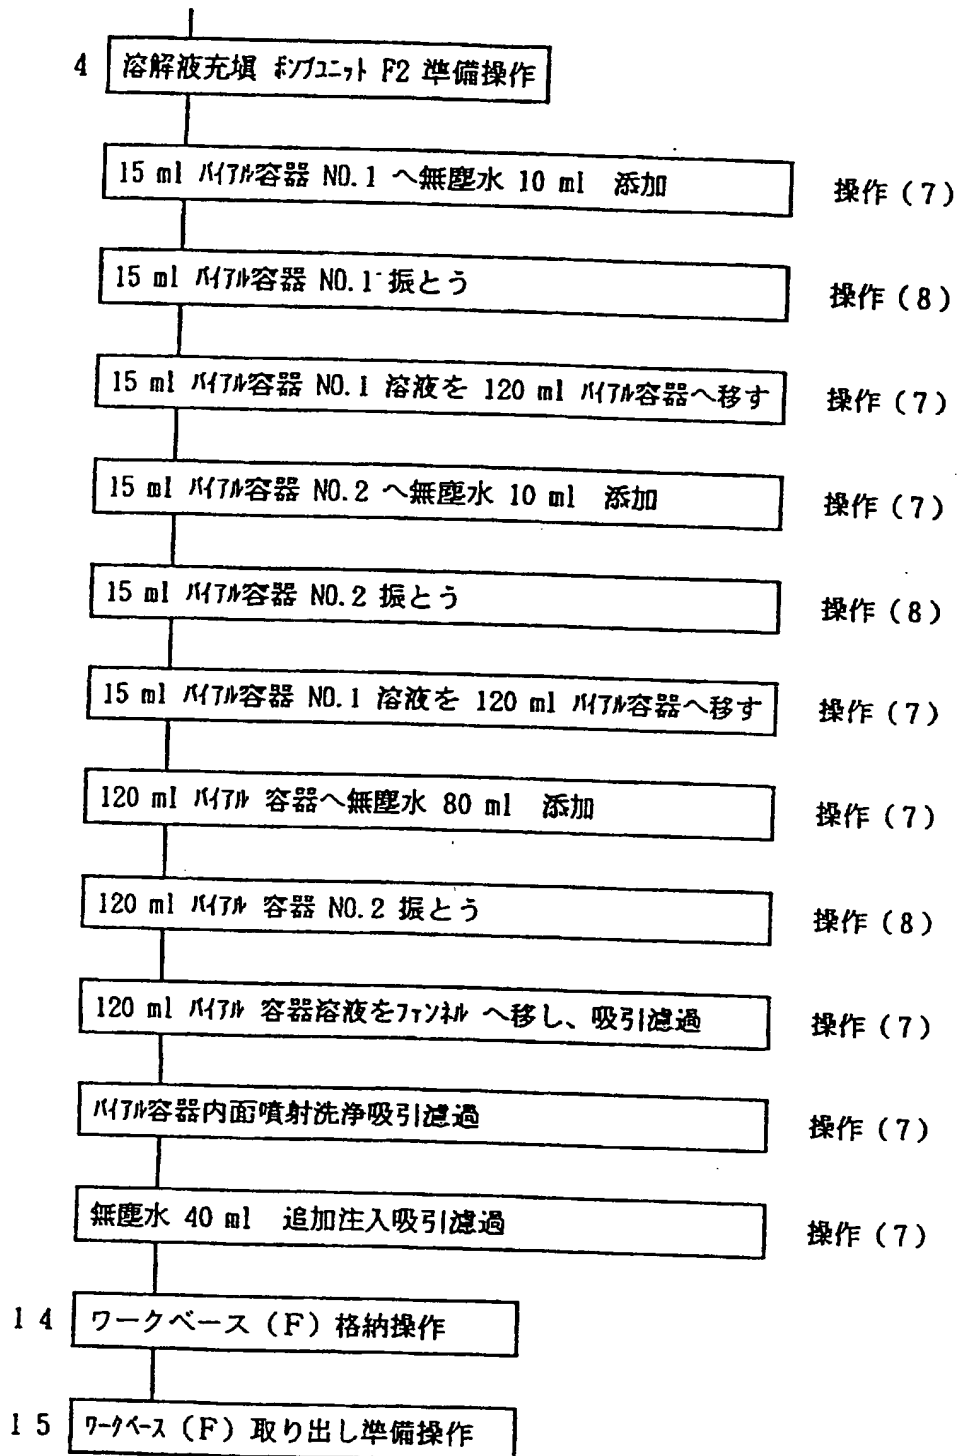 4 溶解液充填 ﾎﾟﾝﾌﾟﾕﾆｯﾄ F2 準備操作
15 ml ﾊﾞｲｱﾙ容器 NO.1 へ無塵水 10 ml 添加 操作(7)
15 ml ﾊﾞｲｱﾙ容器 NO.1 振とう 操作(8)
15 ml ﾊﾞｲｱﾙ容器 NO.1 溶液を 120 ml ﾊﾞｲｱﾙ容器へ移す 操作(7)
15 ml ﾊﾞｲｱﾙ容器 NO.2 へ無塵水 10 ml 添加 操作(7)
15 ml ﾊﾞｲｱﾙ容器 NO.2 振とう 操作(8)
15 ml ﾊﾞｲｱﾙ容器 NO.1 溶液を 120 ml ﾊﾞｲｱﾙ容器へ移す 操作(7)
120 ml ﾊﾞｲｱﾙ 容器へ無塵水 80 ml 添加 操作(7)
120 ml ﾊﾞｲｱﾙ 容器 NO.2 振とう 操作(8)
120 ml ﾊﾞｲｱﾙ 容器溶液をﾌｧﾝﾈﾙ へ移し、吸引濾過 操作(7)
ﾊﾞｲｱﾙ容器内面噴射洗浄吸引濾過 操作(7)
無塵水 40 ml 追加注入吸引濾過 操作(7)
14 ワークベース(F)格納操作
15 ﾜｰｸﾍﾞｰｽ(F)取り出し準備操作